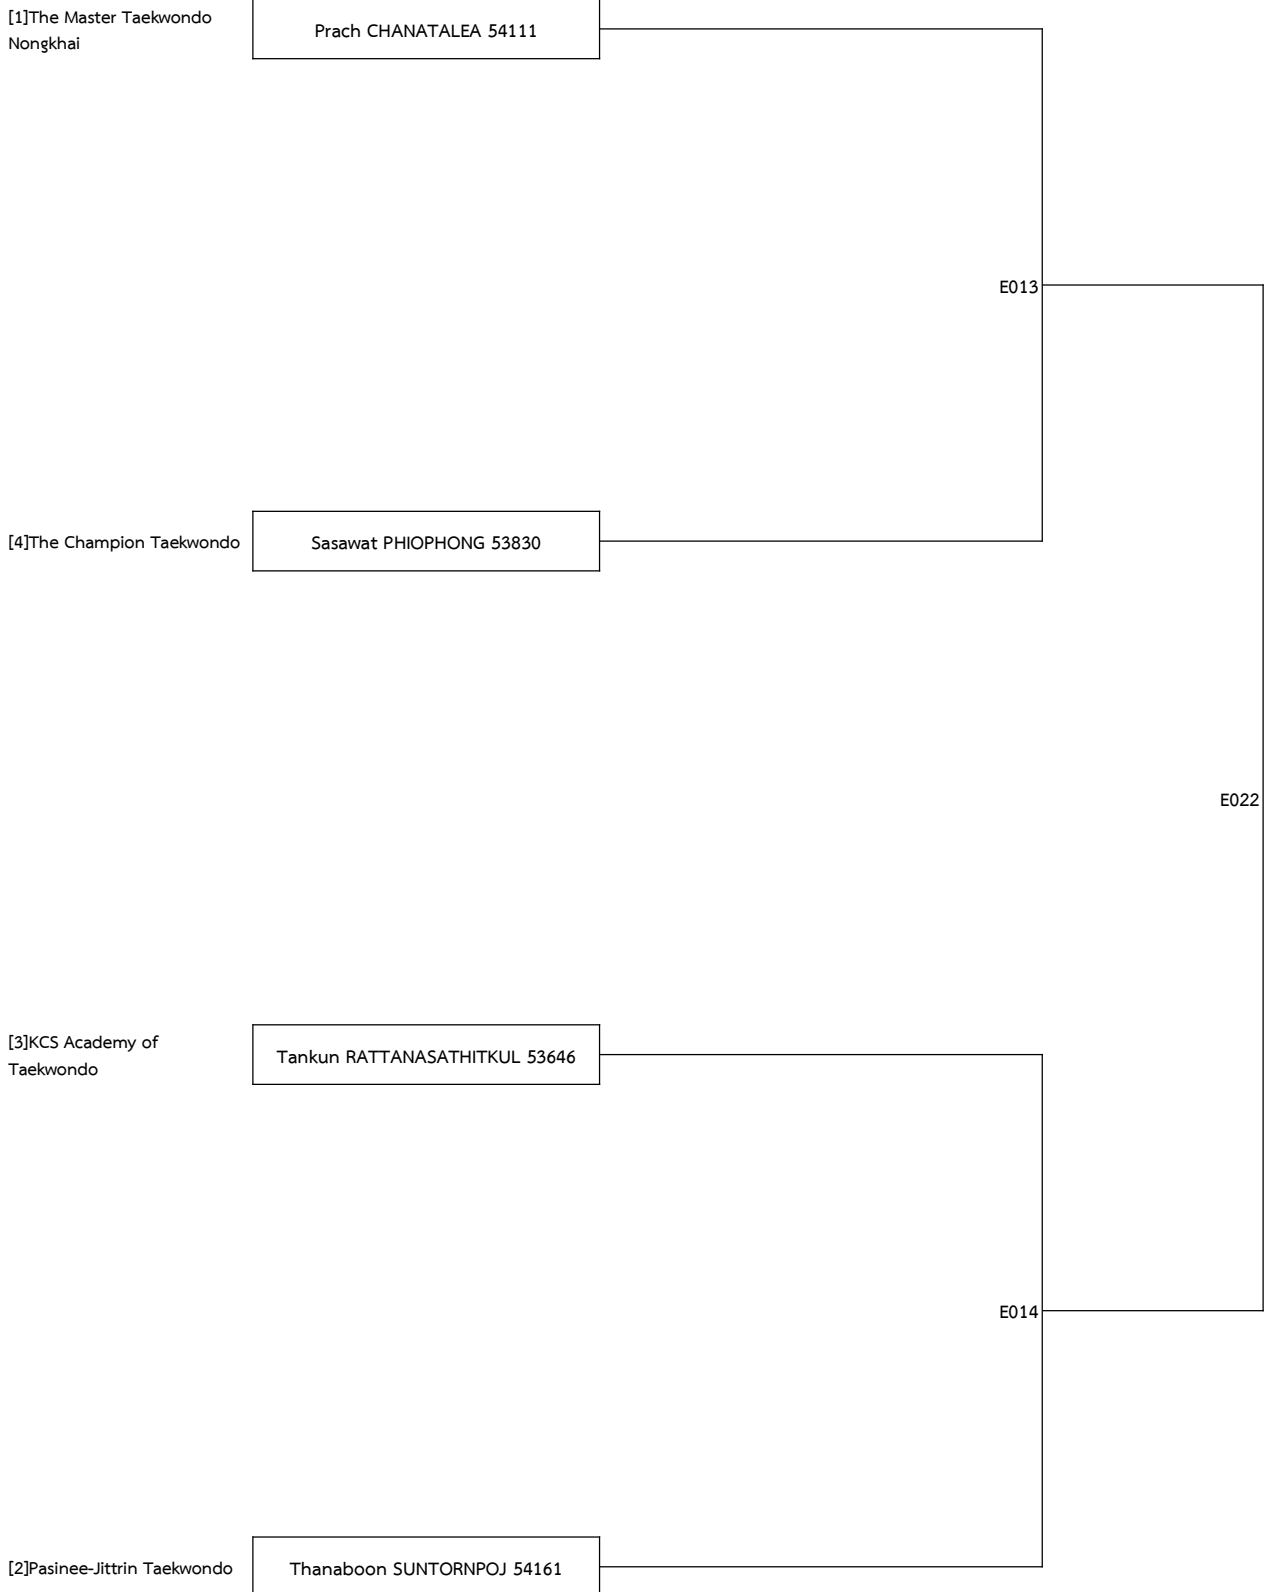 [1]The Master Taekwondo
Nongkhai
Prach CHANATALEA 54111
E013
[4]The Champion Taekwondo
Sasawat PHIOPHONG 53830
E022
[3]KCS Academy of
Taekwondo
Tankun RATTANASATHITKUL 53646
E014
[2]Pasinee-Jittrin Taekwondo
Thanaboon SUNTORNPOJ 54161